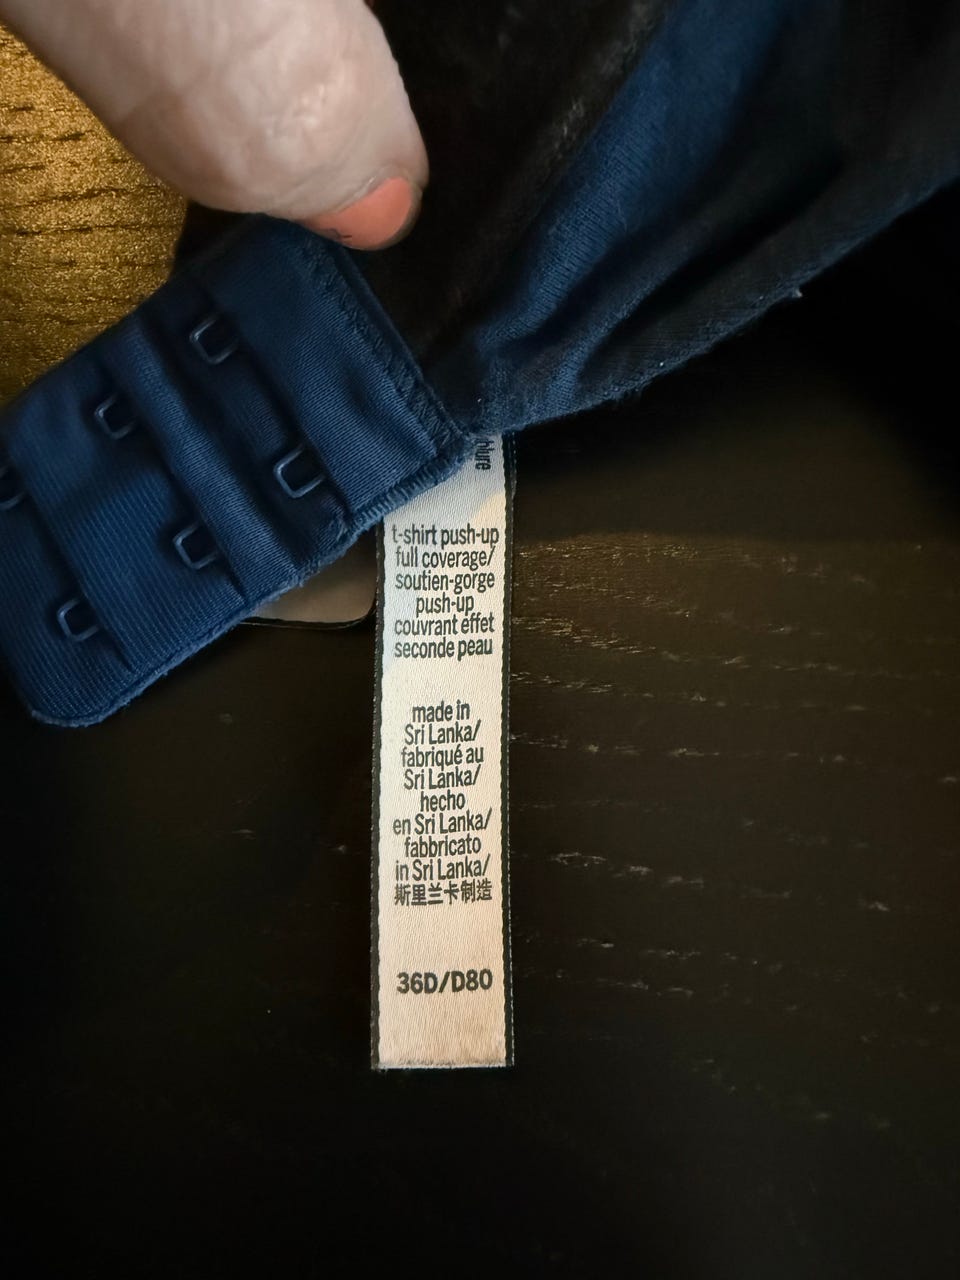 t-shirt push-up
full coverage/
soutien-gorge
push-up
couvrant effet
seconde peau
made in
Sri Lanka/
fabriqué au
Sri Lanka/
hecho
en Sri Lanka/
fabbricato
in Sri Lanka/
斯里兰卡制造
36D/D80